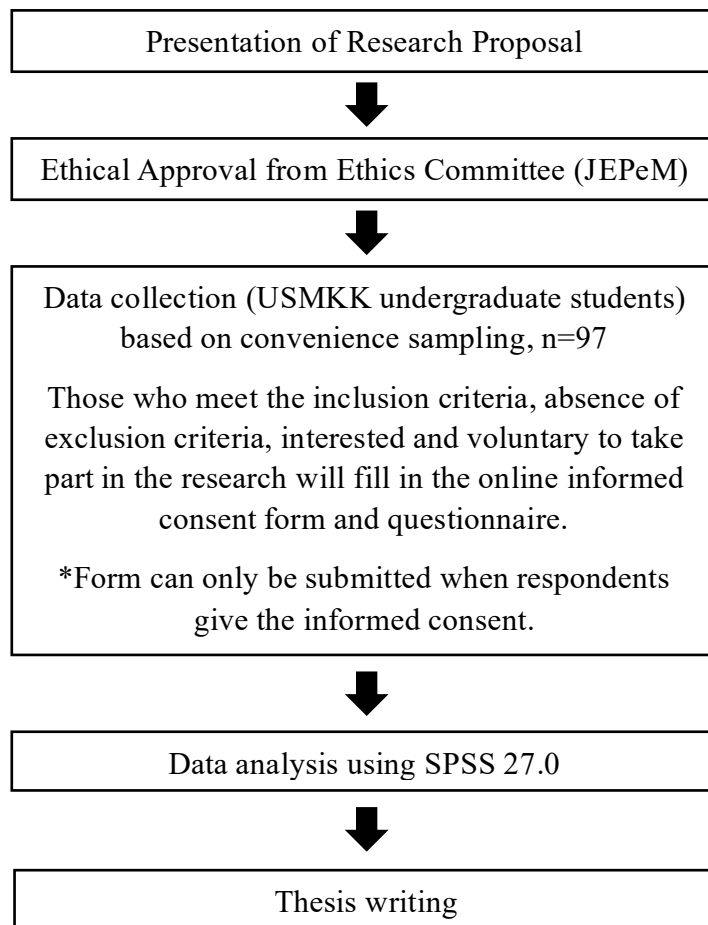 Presentation of Research Proposal
Ethical Approval from Ethics Committee (JEPeM)
Data collection (USMKK undergraduate students)
based on convenience sampling, n=97
Those who meet the inclusion criteria, absence of
exclusion criteria, interested and voluntary to take
part in the research will fill in the online informed
consent form and questionnaire.
*Form can only be submitted when respondents
give the informed consent.
Data analysis using SPSS 27.0
Thesis writing